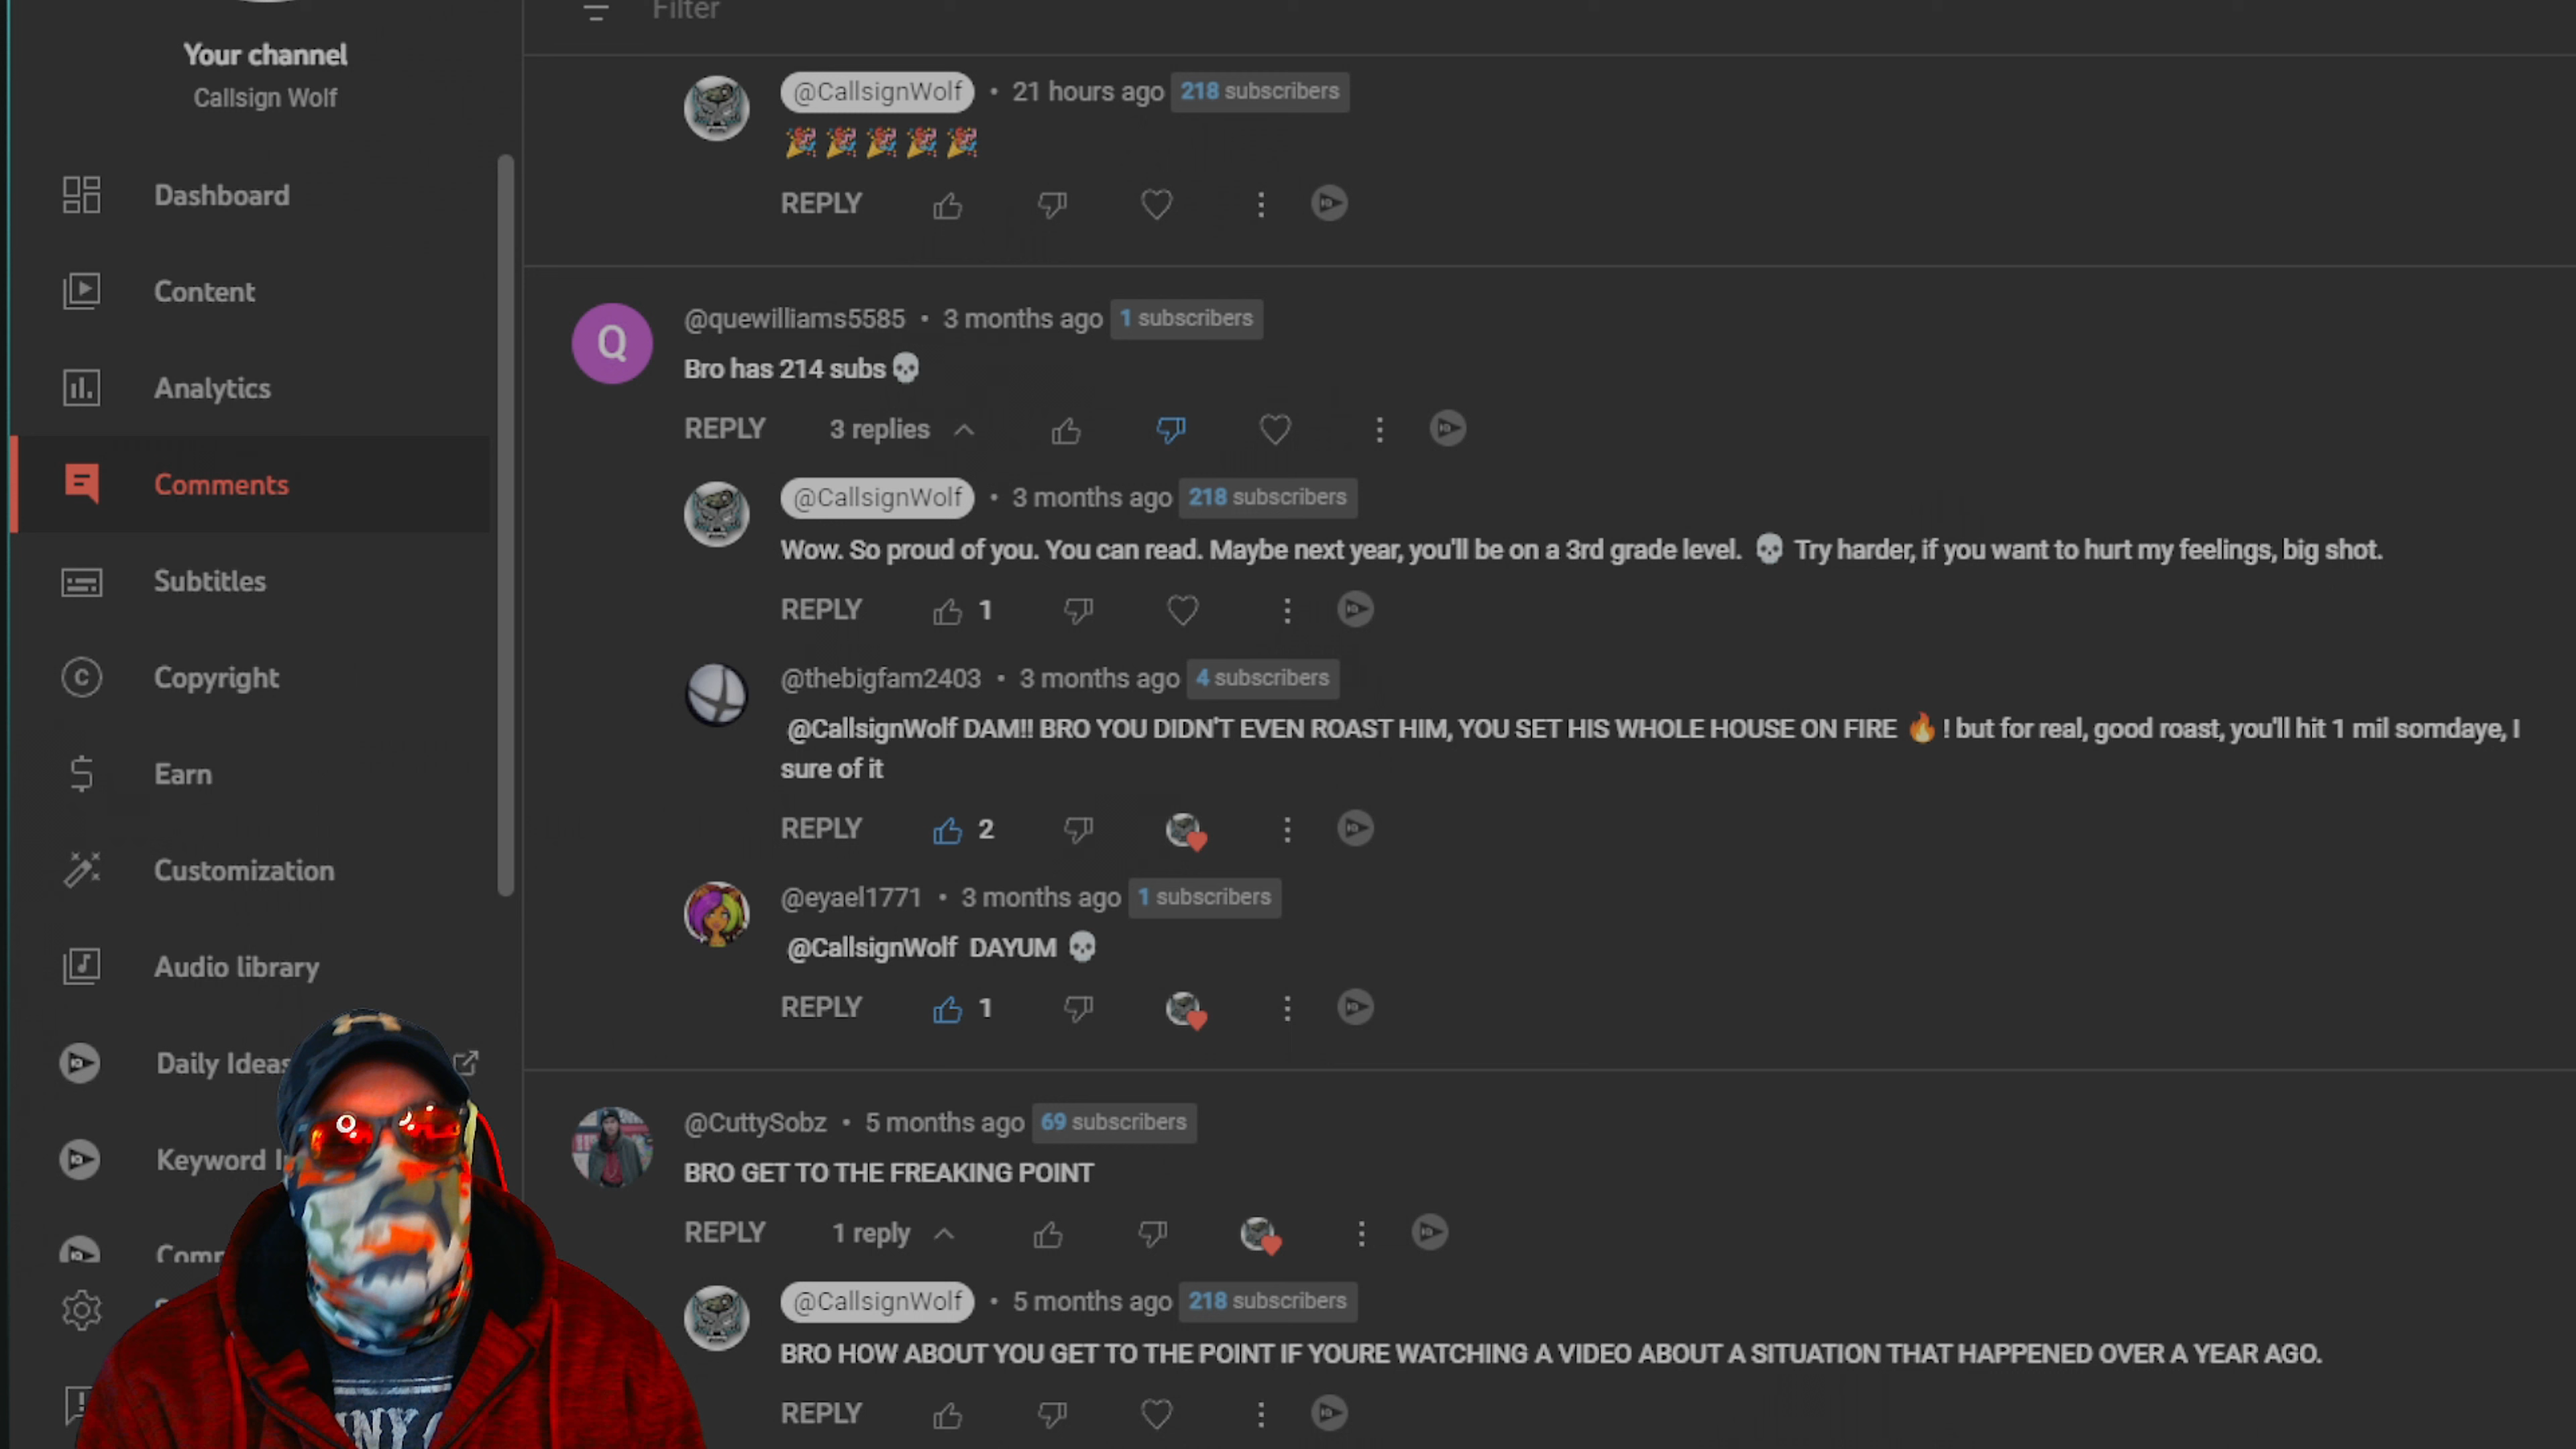 Filter
Your channel
Callsign Wolf
Dashboard
Content
Analytics
Comments
Subtitles
Copyright
Earn
Customization
Audio library
Daily Ideas
Keyword
@CallsignWolf • 21 hours ago 218 subscribers
🎉🎉🎉🎉🎉
REPLY
Q
@quewilliams5585 • 3 months ago 1 subscribers
Bro has 214 subs💀
REPLY 3 replies
@CallsignWolf • 3 months ago 218 subscribers
Wow. So proud of you. You can read. Maybe next year, you'll be on a 3rd grade level. 💀 Try harder, if you want to hurt my feelings, big shot.
REPLY 1
@thebigfam2403 • 3 months ago 4 subscribers
@CallsignWolf DAM!! BRO YOU DIDN'T EVEN ROAST HIM, YOU SET HIS WHOLE HOUSE ON FIRE 🔥 ! but for real, good roast, you'll hit 1 mil somdaye, I
sure of it
REPLY 2
@eyael1771 • 3 months ago 1 subscribers
@CallsignWolf DAYUM 💀
REPLY 1
@CuttySobz • 5 months ago 69 subscribers
BRO GET TO THE FREAKING POINT
REPLY 1 reply
@CallsignWolf • 5 months ago 218 subscribers
BRO HOW ABOUT YOU GET TO THE POINT IF YOURE WATCHING A VIDEO ABOUT A SITUATION THAT HAPPENED OVER A YEAR AGO.
REPLY